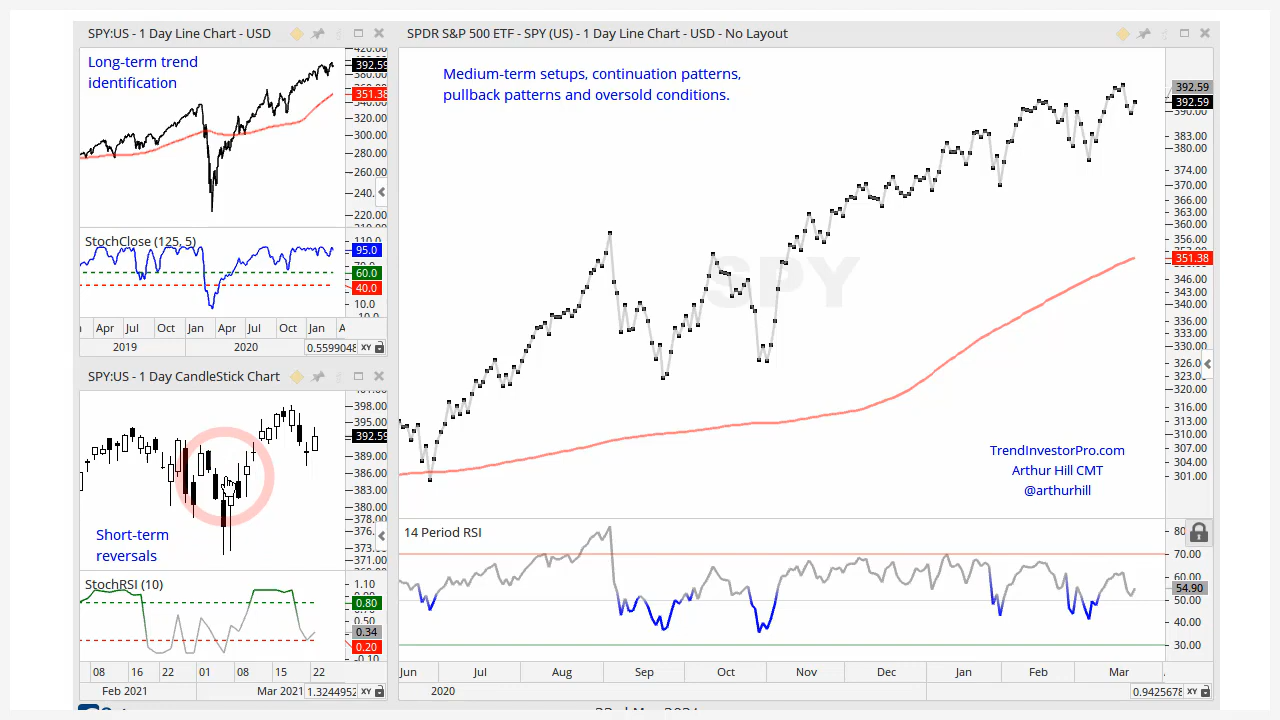 SPY:US - 1 Day Line Chart - USD
Long-term trend
identification
392.59
360.00
351.38
320.00
300.00
280.00
260.00
240.
220.00
StochClose (125, 5)
95.0
60.0
40.0
10.0
Apr Jul Oct Jan Apr Jul Oct Jan A
2019 2020 0.5599048 XY
SPY:US - 1 Day CandleStick Chart
398.00
395.00
392.59
389.00
386.00
383.00
380.00
378.00
376.
373.
371.00
Short-term
reversals
StochRSI (10)
1.10
0.80
0.50
0.34
0.20
-0.10
08 16 22 01 08 15 22
Feb 2021 Mar 2021 1.3244952 XY
SPDR S&P 500 ETF - SPY (US) - 1 Day Line Chart - USD - No Layout
Medium-term setups, continuation patterns,
pullback patterns and oversold conditions.
SPY
392.59
392.59
390.00
383.00
380.00
374.00
370.00
366.00
363.00
360.00
356.00
351.38
346.00
343.00
340.00
336.00
333.00
330.00
326.0
323.0
320.00
316.00
313.00
310.00
307.00
304.00
301.00
TrendInvestorPro.com
Arthur Hill CMT
@arthurhill
14 Period RSI
80
70.00
60.00
54.90
50.00
40.00
30.00
Jun Jul Aug Sep Oct Nov Dec Jan Feb Mar
2020 0.9425678 XY